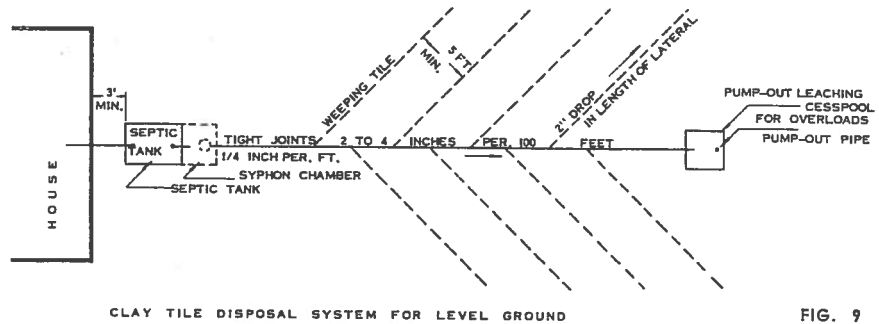 HOUSE
3'
MIN.
SEPTIC
TANK
SEPTIC TANK
SYPHON CHAMBER
TIGHT JOINTS
1/4 INCH PER. FT.
WEEPING TILE
5 FT.
MIN.
2 TO 4 INCHES PER. 100 FEET
2" DROP
IN LENGTH OF LATERAL
PUMP-OUT LEACHING
CESSPOOL
FOR OVERLOADS
PUMP-OUT PIPE
CLAY TILE DISPOSAL SYSTEM FOR LEVEL GROUND
FIG. 9